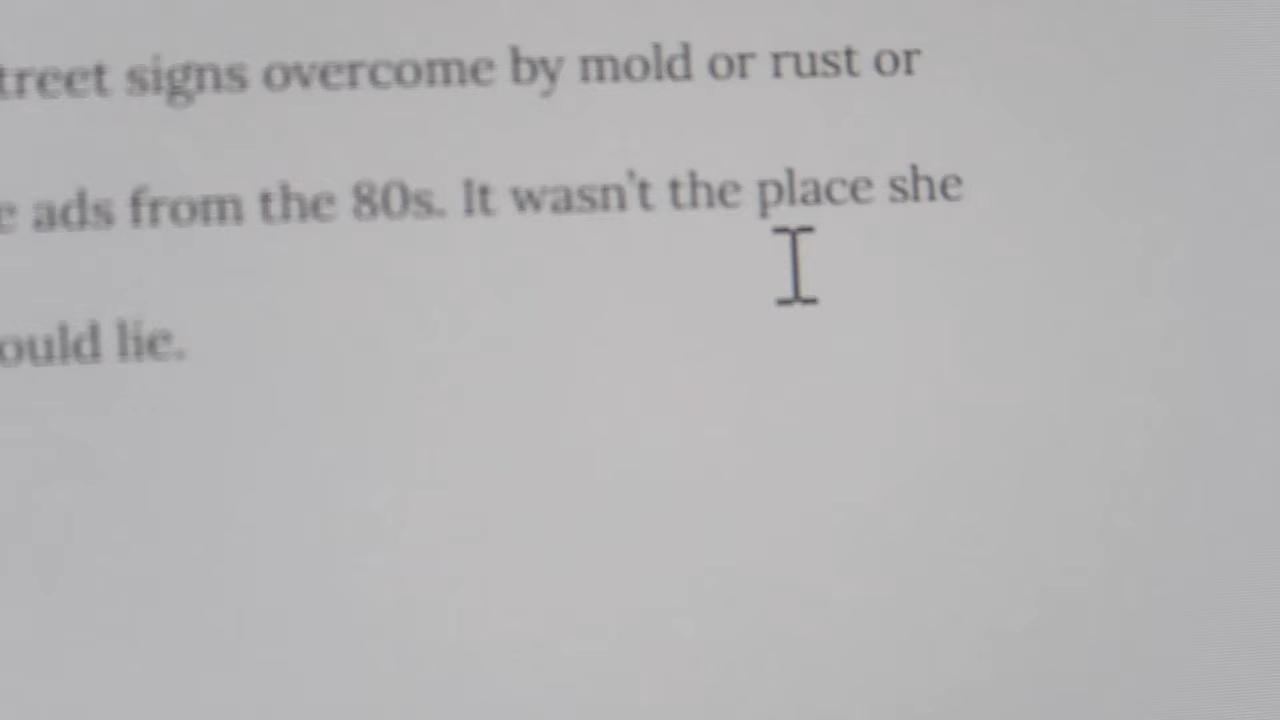 treet signs overcome by mold or rust or
e ads from the 80s. It wasn't the place she
ould lie.